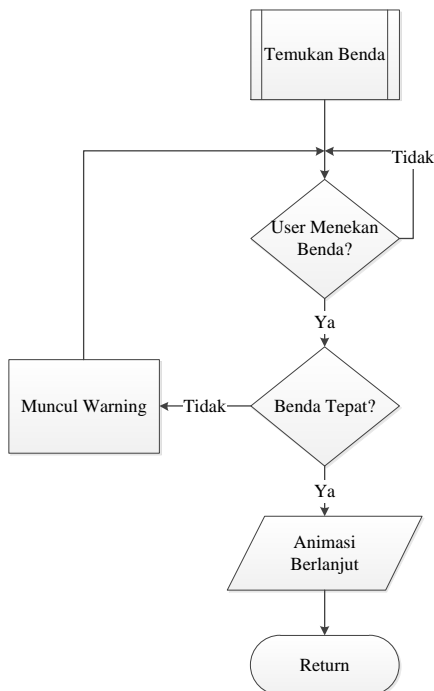 Temukan Benda
Tidak
User Menekan
Benda?
Ya
Muncul Warning
Tidak
Benda Tepat?
Ya
Animasi
Berlanjut
Return